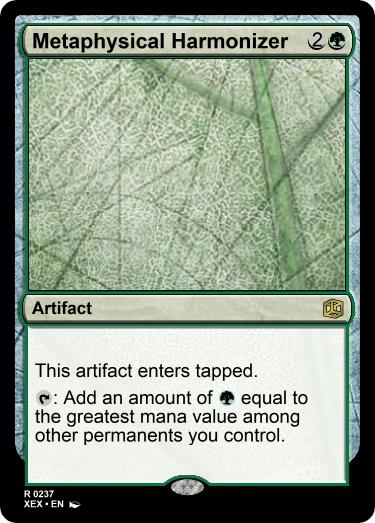 Metaphysical Harmonizer 2
Artifact
This artifact enters tapped.
: Add an amount of equal to
the greatest mana value among
other permanents you control.
R 0237
XEX • EN